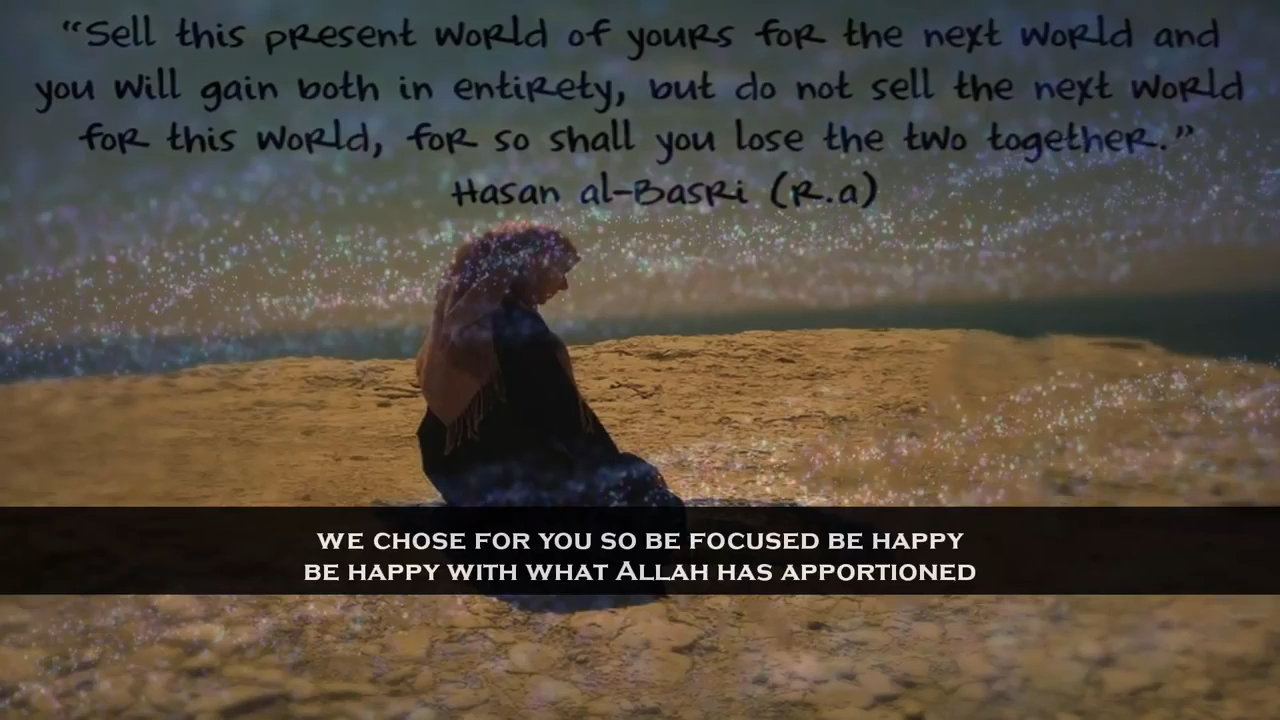 “Sell this present world of yours for the next world and
you will gain both in entirety, but do not sell the next world
for this world, for so shall you lose the two together.”
Hasan al-Basri (R.a)
WE CHOSE FOR YOU SO BE FOCUSED BE HAPPY
BE HAPPY WITH WHAT ALLAH HAS APPORTIONED